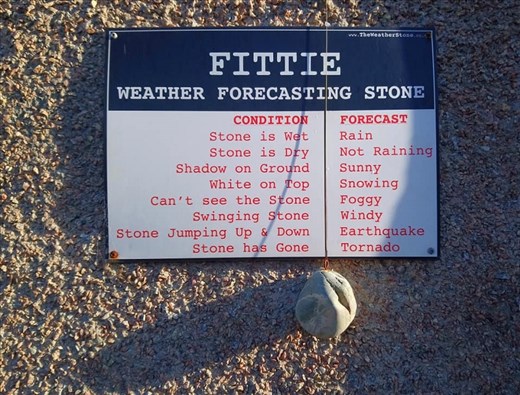 www.TheWeatherStone.co.uk
FITTIE
WEATHER FORECASTING STONE
CONDITION FORECAST
Stone is Wet Rain
Stone is Dry Not Raining
Shadow on Ground Sunny
White on Top Snowing
Can't see the Stone Foggy
Swinging Stone Windy
Stone Jumping Up & Down Earthquake
Stone has Gone Tornado